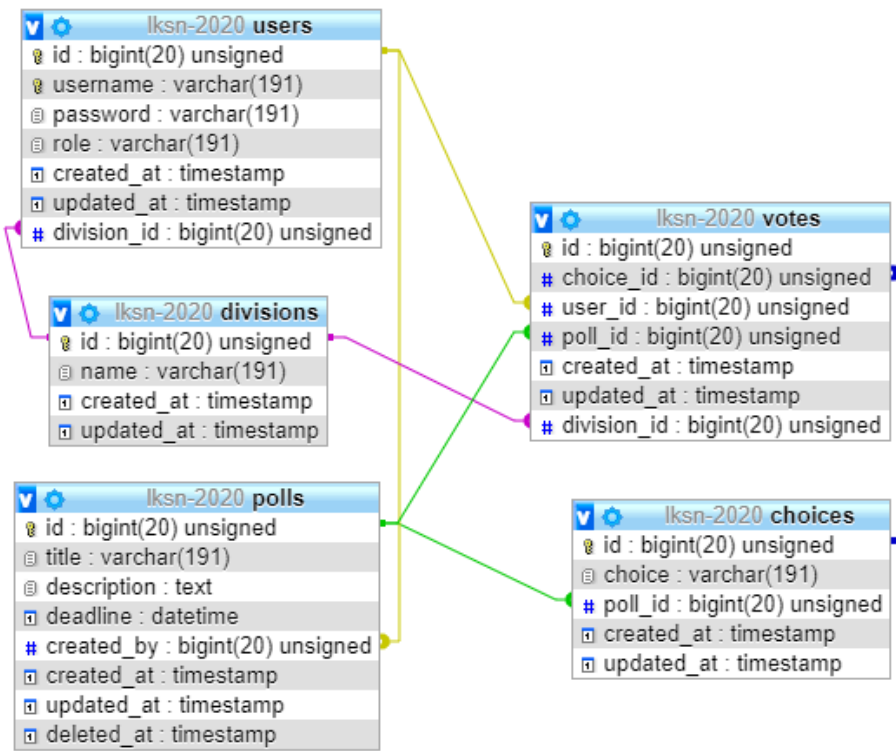 lksn-2020 users
id : bigint(20) unsigned
username : varchar(191)
password : varchar(191)
role : varchar(191)
created_at : timestamp
updated_at : timestamp
division_id : bigint(20) unsigned
lksn-2020 divisions
id : bigint(20) unsigned
name : varchar(191)
created_at : timestamp
updated_at : timestamp
lksn-2020 polls
id : bigint(20) unsigned
title : varchar(191)
description : text
deadline : datetime
created_by : bigint(20) unsigned
created_at : timestamp
updated_at : timestamp
deleted_at : timestamp
lksn-2020 votes
id : bigint(20) unsigned
choice_id : bigint(20) unsigned
user_id : bigint(20) unsigned
poll_id : bigint(20) unsigned
created_at : timestamp
updated_at : timestamp
division_id : bigint(20) unsigned
lksn-2020 choices
id : bigint(20) unsigned
choice : varchar(191)
poll_id : bigint(20) unsigned
created_at : timestamp
updated_at : timestamp